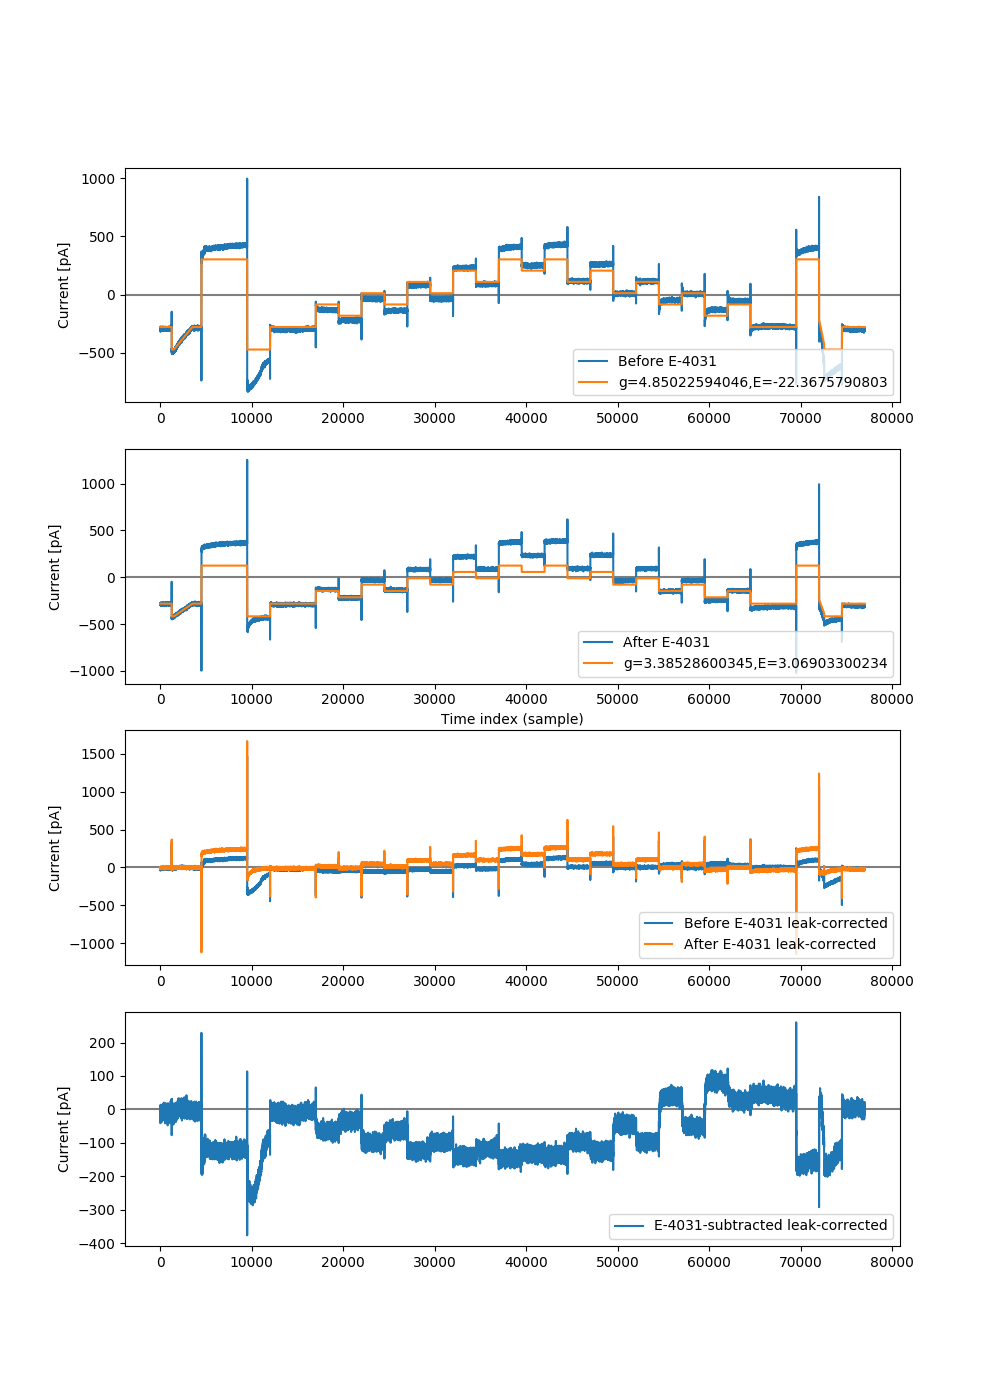 1000
500
0
−500
Current [pA]
0 10000 20000 30000 40000 50000 60000 70000 80000
Before E-4031
g=4.85022594046,E=-22.3675790803
1000
500
0
−500
−1000
Current [pA]
0 10000 20000 30000 40000 50000 60000 70000 80000
After E-4031
g=3.38528600345,E=3.06903300234
Time index (sample)
1500
1000
500
0
−500
−1000
Current [pA]
0 10000 20000 30000 40000 50000 60000 70000 80000
Before E-4031 leak-corrected
After E-4031 leak-corrected
200
100
0
−100
−200
−300
−400
Current [pA]
0 10000 20000 30000 40000 50000 60000 70000 80000
E-4031-subtracted leak-corrected